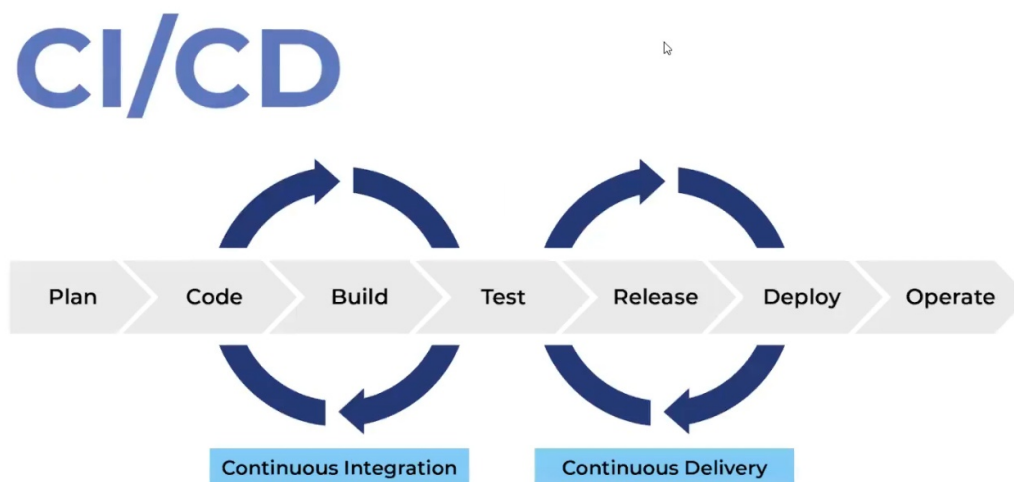 CI/CD
Plan Code Build Test Release Deploy Operate
Continuous Integration Continuous Delivery